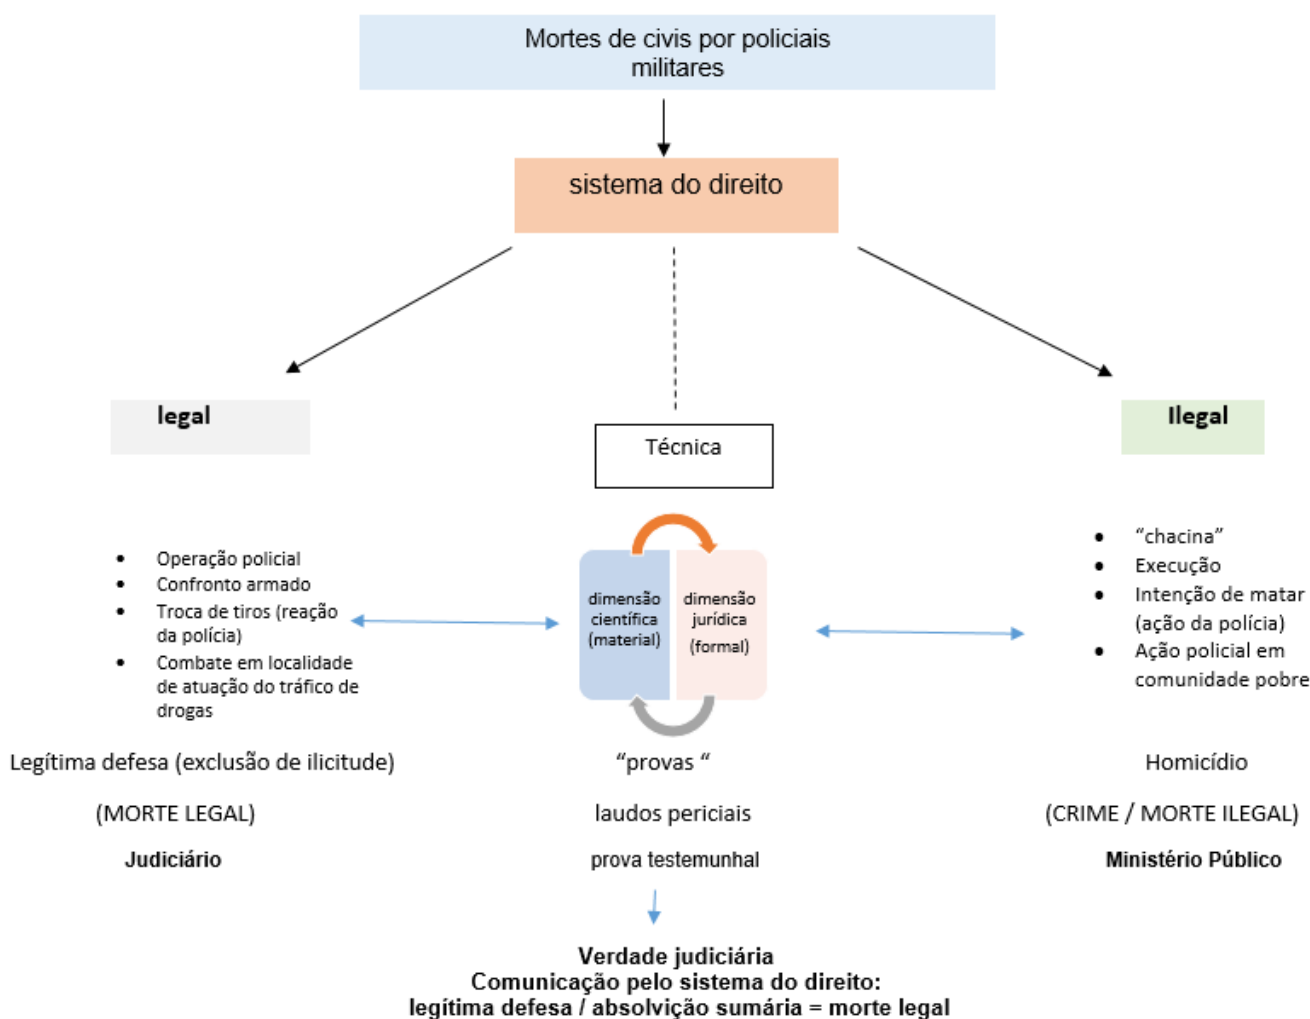 Mortes de civis por policiais
militares
sistema do direito
legal
Técnica
Ilegal
• Operação policial
• Confronto armado
• Troca de tiros (reação
da polícia)
• Combate em localidade
de atuação do tráfico de
drogas
dimensão
científica
(material)
dimensão
jurídica
(formal)
• “chacina”
• Execução
• Intenção de matar
(ação da polícia)
• Ação policial em
comunidade pobre
Legítima defesa (exclusão de ilicitude)
(MORTE LEGAL)
Judiciário
“provas “
laudos periciais
prova testemunhal
Homicídio
(CRIME / MORTE ILEGAL)
Ministério Público
Verdade judiciária
Comunicação pelo sistema do direito:
legítima defesa / absolvição sumária = morte legal